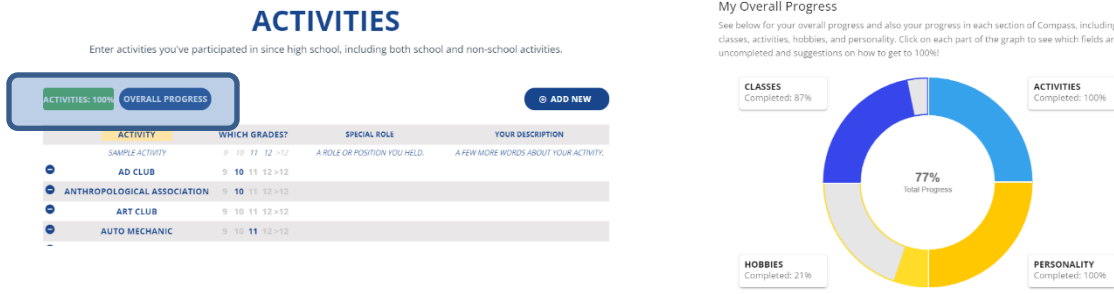 ACTIVITIES
Enter activities you've participated in since high school, including both school and non-school activities.
ACTIVITIES: 100% OVERALL PROGRESS
⊕ ADD NEW
ACTIVITY WHICH GRADES? SPECIAL ROLE YOUR DESCRIPTION
SAMPLE ACTIVITY 9 10 11 12 >12 A ROLE OR POSITION YOU HELD. A FEW MORE WORDS ABOUT YOUR ACTIVITY.
AD CLUB 9 10 11 12 >12
ANTHROPOLOGICAL ASSOCIATION 9 10 11 12 >12
ART CLUB 9 10 11 12 >12
AUTO MECHANIC 9 10 11 12 >12
My Overall Progress
See below for your overall progress and also your progress in each section of Compass, including
classes, activities, hobbies, and personality. Click on each part of the graph to see which fields ar
uncompleted and suggestions on how to get to 100%!
CLASSES
Completed: 87%
ACTIVITIES
Completed: 100%
77%
Total Progress
HOBBIES
Completed: 21%
PERSONALITY
Completed: 100%